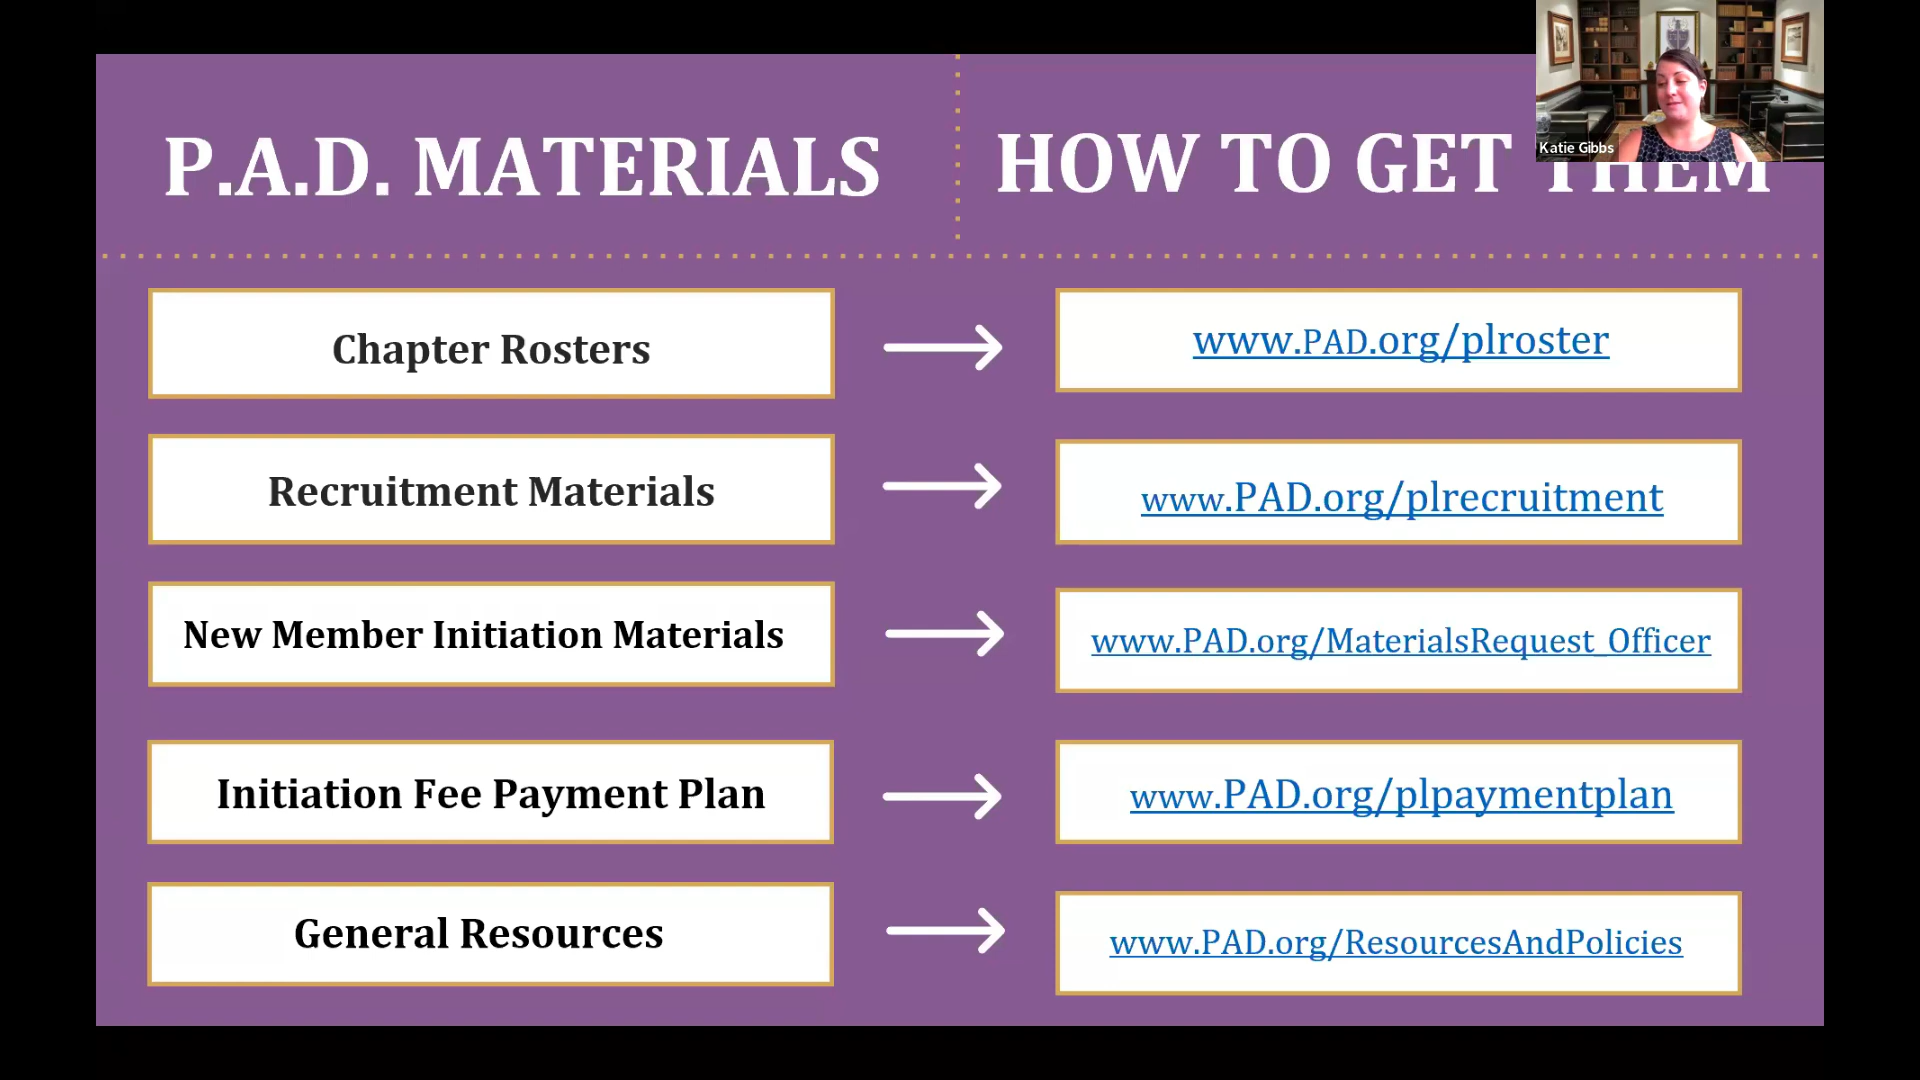 P.A.D. MATERIALS
HOW TO GET THEM
Katie Gibbs
Chapter Rosters
www.PAD.org/plroster
Recruitment Materials
www.PAD.org/plrecruitment
New Member Initiation Materials
www.PAD.org/MaterialsRequest_Officer
Initiation Fee Payment Plan
www.PAD.org/plpaymentplan
General Resources
www.PAD.org/ResourcesAndPolicies